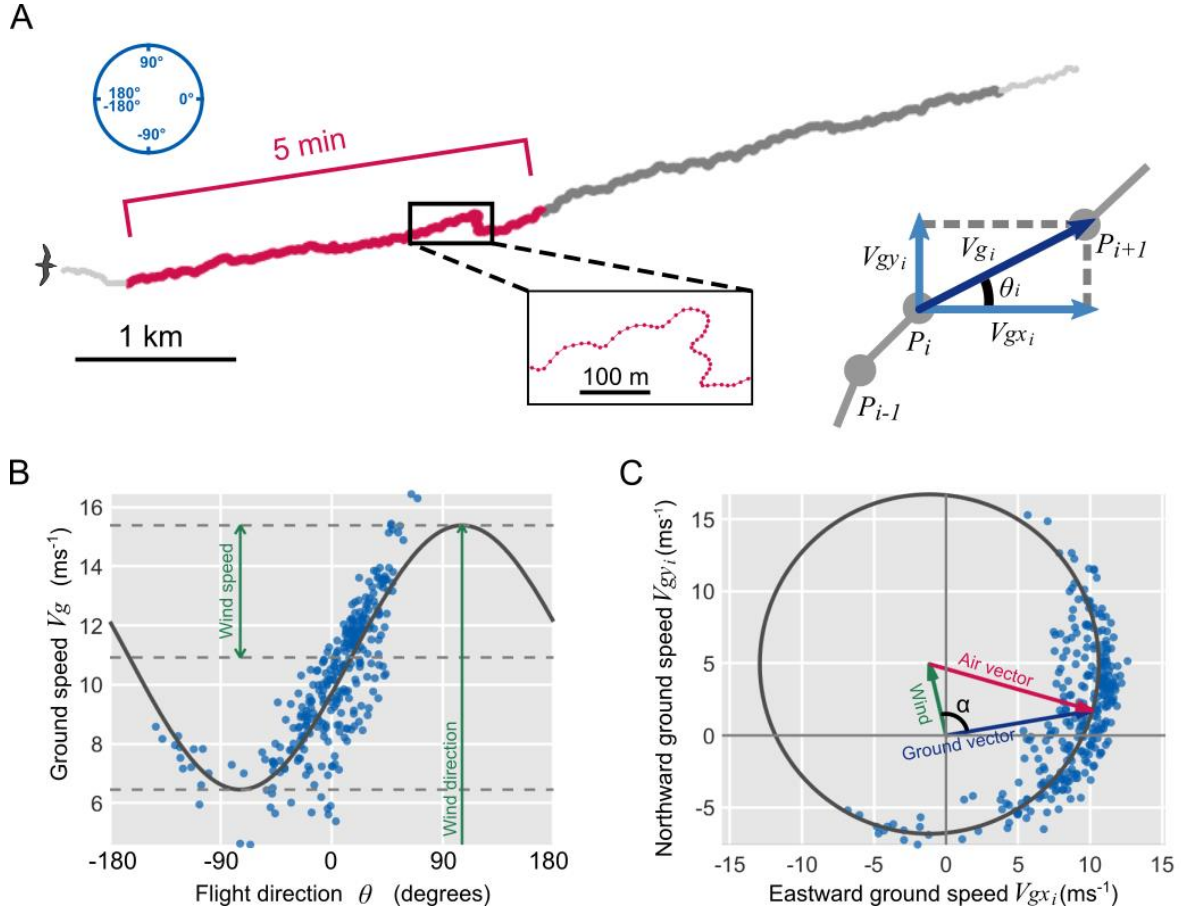 A
90°
180°
-180°
0°
-90°
5 min
1 km
100 m
Vgyᵢ
Vgᵢ
Pᵢ₊₁
θᵢ
Pᵢ
Vgxᵢ
Pᵢ₋₁
B
Ground speed Vg (ms⁻¹)
16
14
12
10
8
6
Wind speed
Wind direction
-180
-90
0
90
180
Flight direction θ (degrees)
C
Northward ground speed Vgyᵢ(ms⁻¹)
15
10
5
0
-5
Air vector
Wind
α
Ground vector
-15
-10
-5
0
5
10
15
Eastward ground speed Vgxᵢ(ms⁻¹)